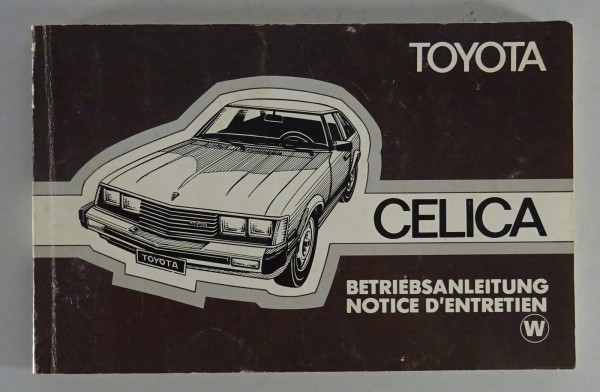 TOYOTA
CELICA
TOYOTA
BETRIEBSANLEITUNG
NOTICE D'ENTRETIEN
W